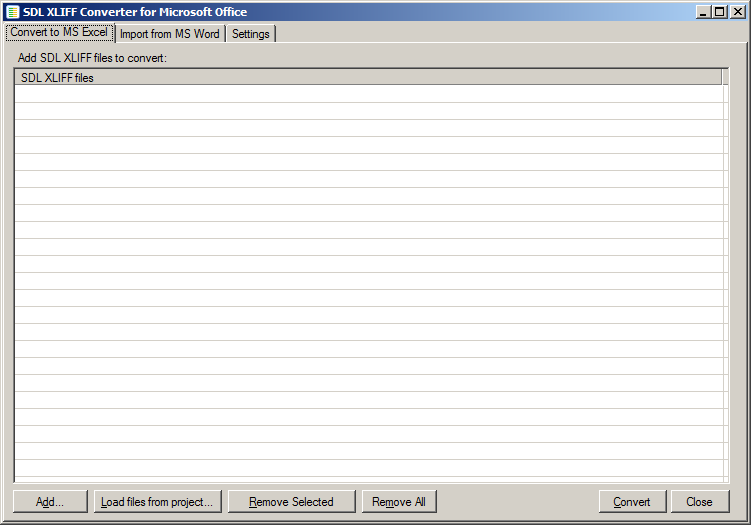 SDL XLIFF Converter for Microsoft Office
Convert to MS Excel Import from MS Word Settings
Add SDL XLIFF files to convert:
SDL XLIFF files
Add... Load files from project... Remove Selected Remove All Convert Close